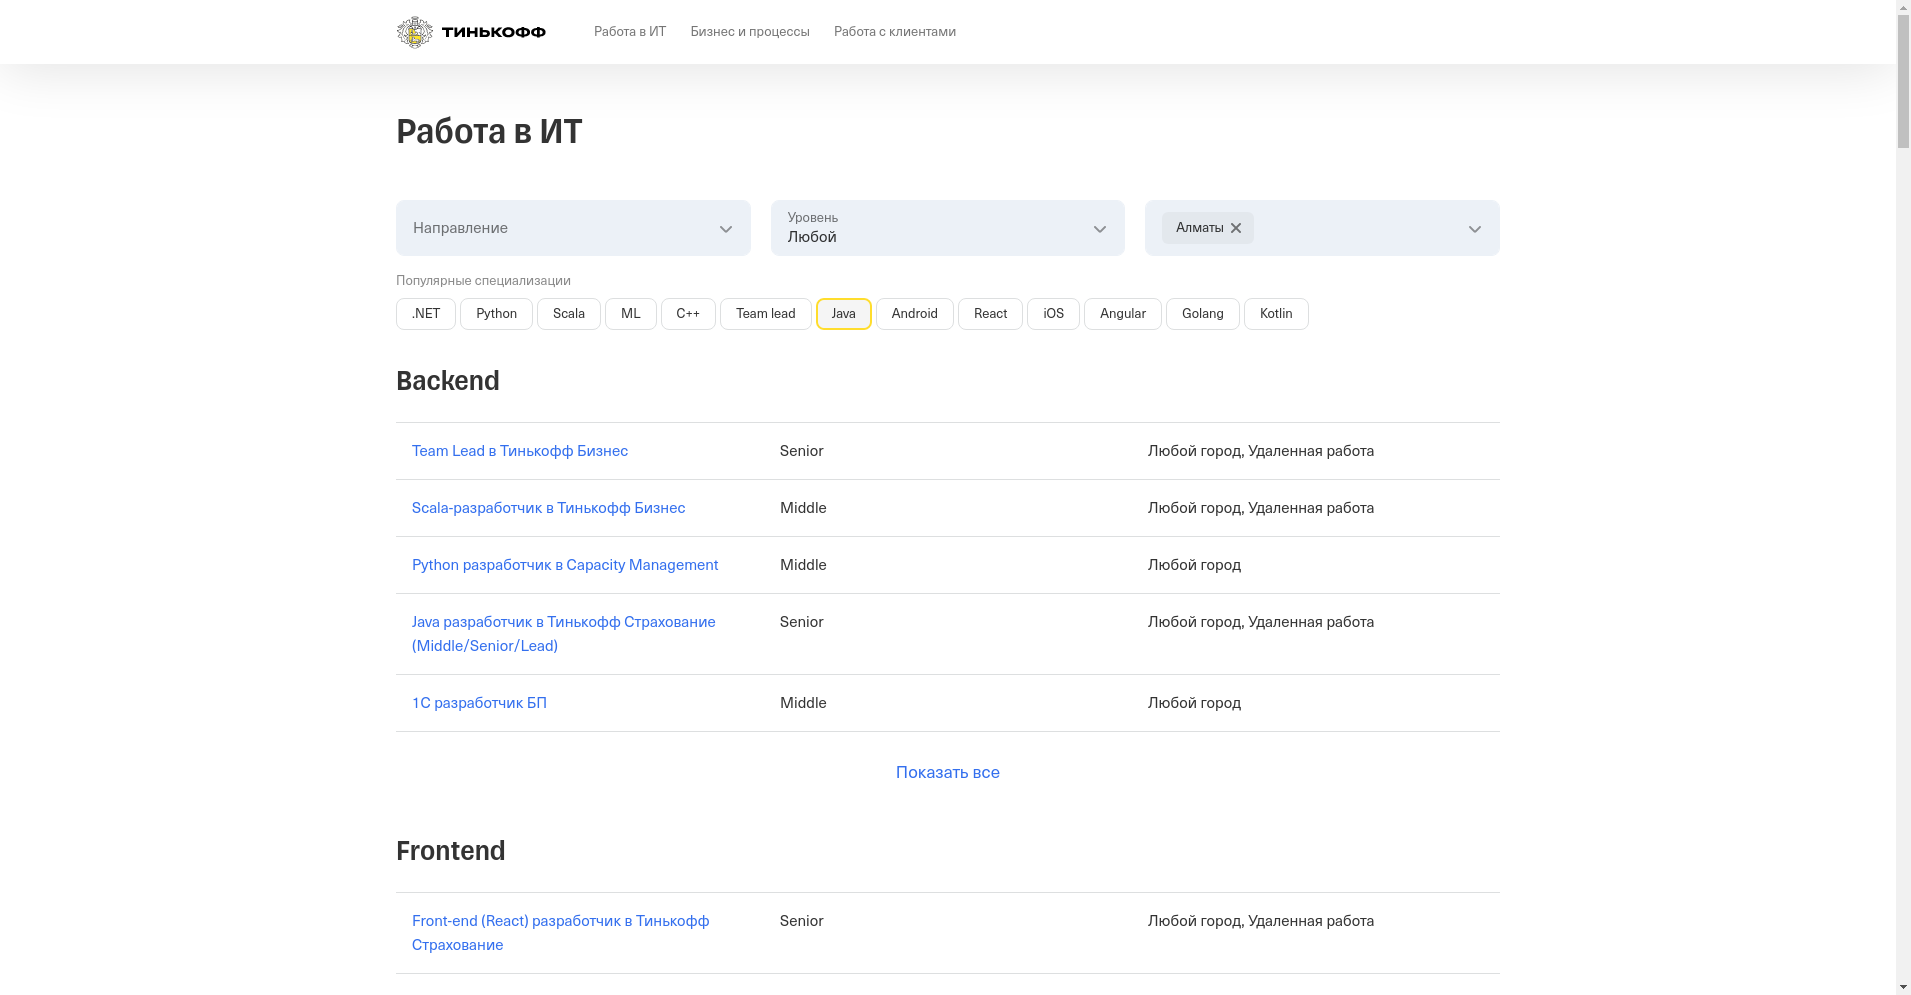 ТИНЬКОФФ
Работа в ИТ
Бизнес и процессы
Работа с клиентами
Работа в ИТ
Направление
Уровень
Любой
Алматы
Популярные специализации
.NET
Python
Scala
ML
C++
Team lead
Java
Android
React
iOS
Angular
Golang
Kotlin
Backend
Team Lead в Тинькофф Бизнес
Senior
Любой город, Удаленная работа
Scala-разработчик в Тинькофф Бизнес
Middle
Любой город, Удаленная работа
Python разработчик в Capacity Management
Middle
Любой город
Java разработчик в Тинькофф Страхование
(Middle/Senior/Lead)
Senior
Любой город, Удаленная работа
1С разработчик БП
Middle
Любой город
Показать все
Frontend
Front-end (React) разработчик в Тинькофф
Страхование
Senior
Любой город, Удаленная работа